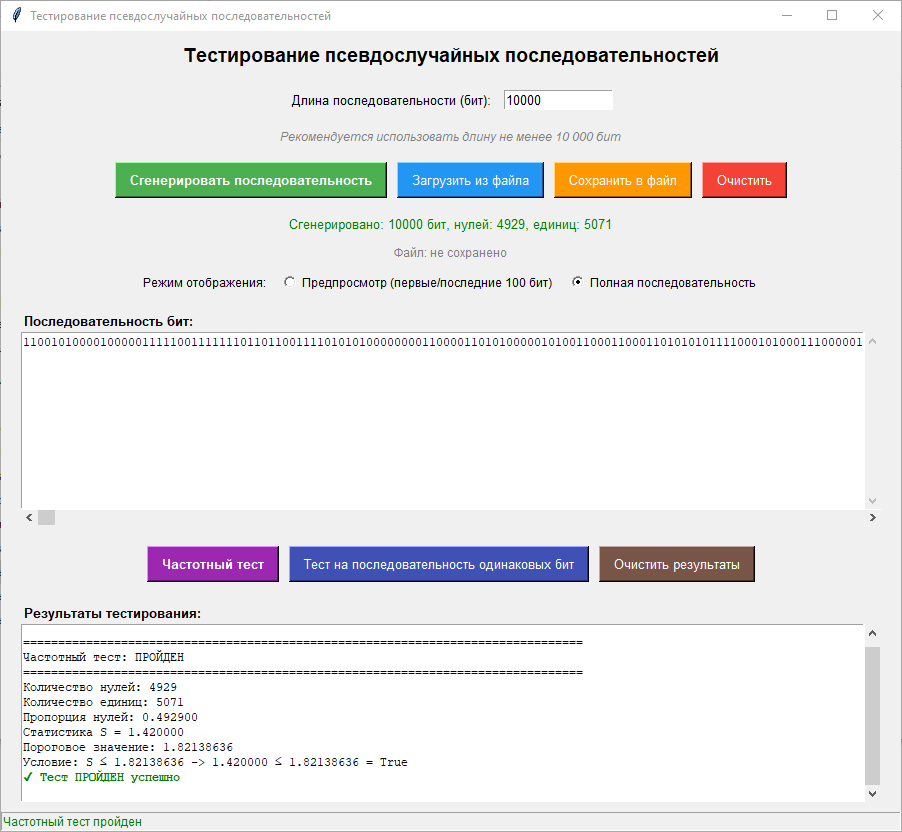 Тестирование псевдослучайных последовательностей
Тестирование псевдослучайных последовательностей
Длина последовательности (бит): 10000
Рекомендуется использовать длину не менее 10 000 бит
Сгенерировать последовательность Загрузить из файла Сохранить в файл Очистить
Сгенерировано: 10000 бит, нулей: 4929, единиц: 5071
Файл: не сохранено
Режим отображения: Предпросмотр (первые/последние 100 бит) Полная последовательность
Последовательность бит:
Частотный тест Тест на последовательность одинаковых бит Очистить результаты
Результаты тестирования:
================================================================================
Частотный тест: ПРОЙДЕН
================================================================================
Количество нулей: 4929
Количество единиц: 5071
Пропорция нулей: 0.492900
Статистика S = 1.420000
Пороговое значение: 1.82138636
Условие: S ≤ 1.82138636 -> 1.420000 ≤ 1.82138636 = True
✓ Тест ПРОЙДЕН успешно
Частотный тест пройден